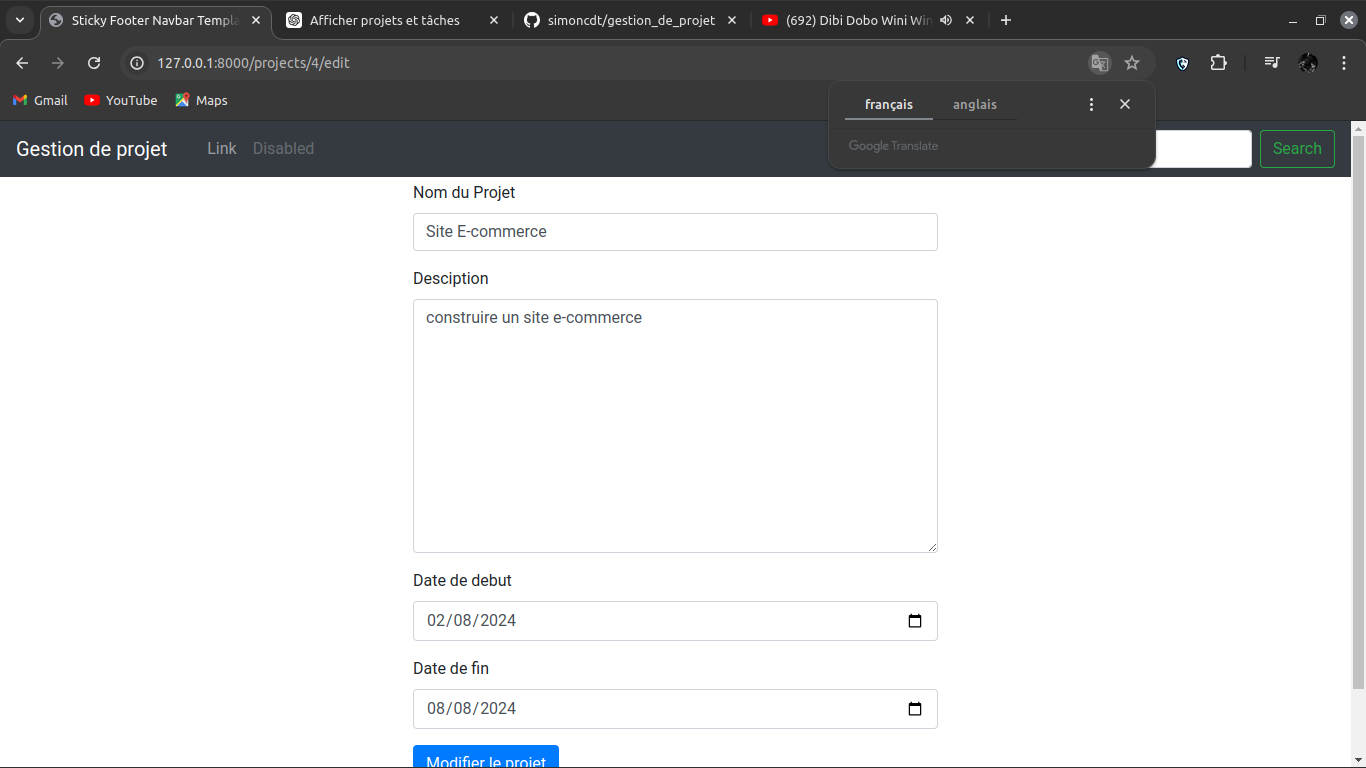 Sticky Footer Navbar Templa
Afficher projets et tâches
simoncdt/gestion_de_projet
(692) Dibi Dobo Wini Win
127.0.0.1:8000/projects/4/edit
Gmail
YouTube
Maps
français
anglais
Google Translate
Gestion de projet
Link
Disabled
Search
Nom du Projet
Site E-commerce
Desciption
construire un site e-commerce
Date de debut
02/08/2024
Date de fin
08/08/2024
Modifier le projet